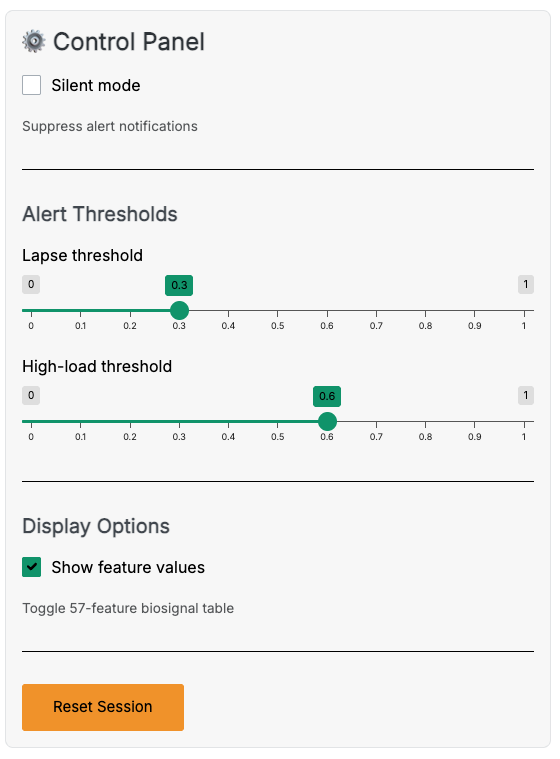 Control Panel
Silent mode
Suppress alert notifications
Alert Thresholds
Lapse threshold
0 0.3 1
0 0.1 0.2 0.3 0.4 0.5 0.6 0.7 0.8 0.9 1
High-load threshold
0 0.6 1
0 0.1 0.2 0.3 0.4 0.5 0.6 0.7 0.8 0.9 1
Display Options
Show feature values
Toggle 57-feature biosignal table
Reset Session